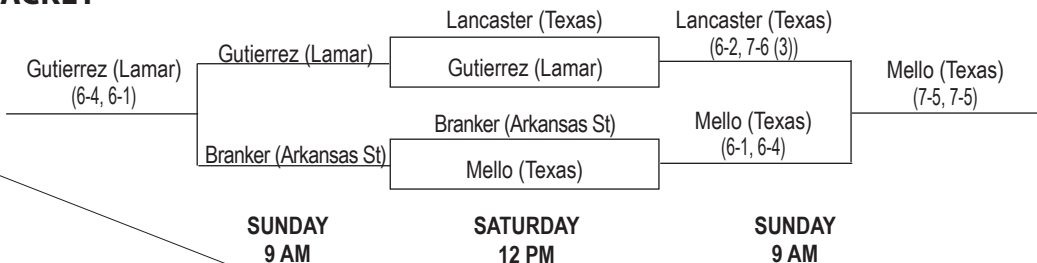 ACKET
Lancaster (Texas)
Lancaster (Texas)
(6-2, 7-6 (3))
Gutierrez (Lamar)
Gutierrez (Lamar)
(6-4, 6-1)
Gutierrez (Lamar)
Mello (Texas)
(7-5, 7-5)
Branker (Arkansas St)
Mello (Texas)
(6-1, 6-4)
Branker (Arkansas St)
Mello (Texas)
SUNDAY
9 AM
SATURDAY
12 PM
SUNDAY
9 AM